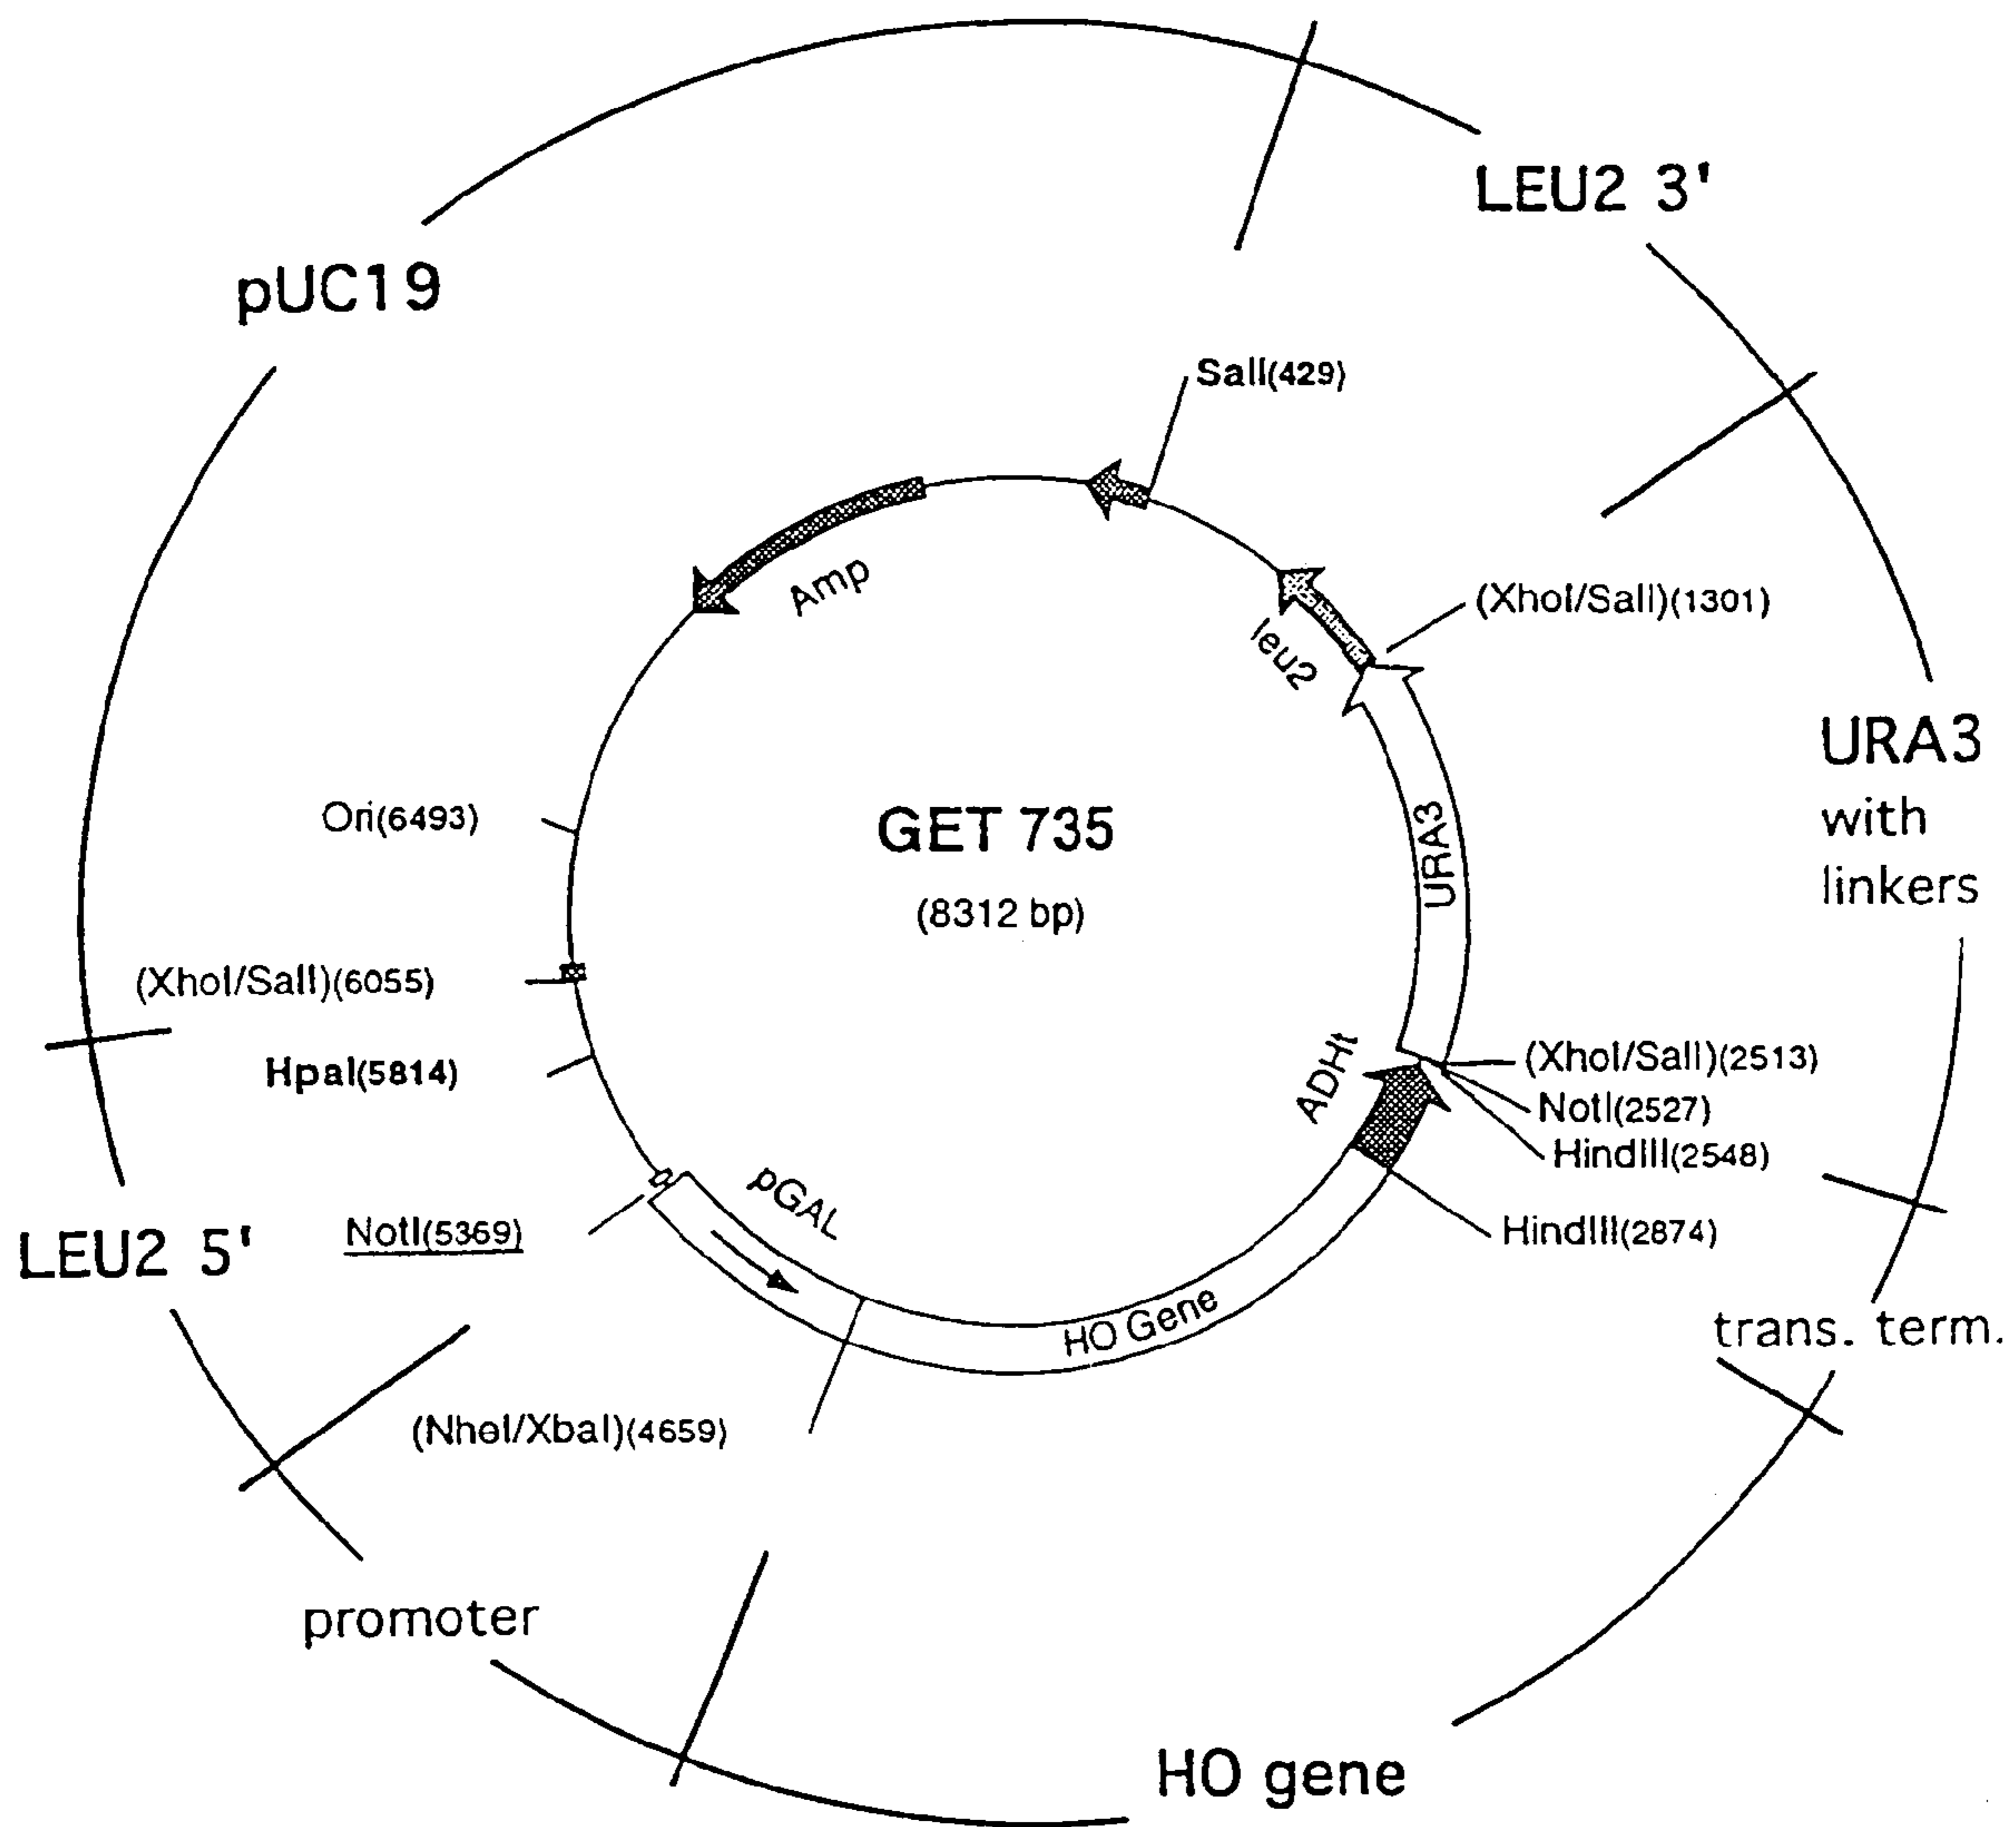 LEU2 3'
pUC19
SalI(429)
Amp
(XhoI/SalI)(1301)
leu2
URA3
with
linkers
Ori(6493)
GET 735
(8312 bp)
URA3
(XhoI/SalI)(6055)
HpaI(5814)
ADHt
(XhoI/SalI)(2513)
NotI(2527)
HindIII(2548)
pGAL
NotI(5369)
LEU2 5'
HindIII(2874)
HO Gene
trans. term.
(NheI/XbaI)(4659)
promoter
HO gene